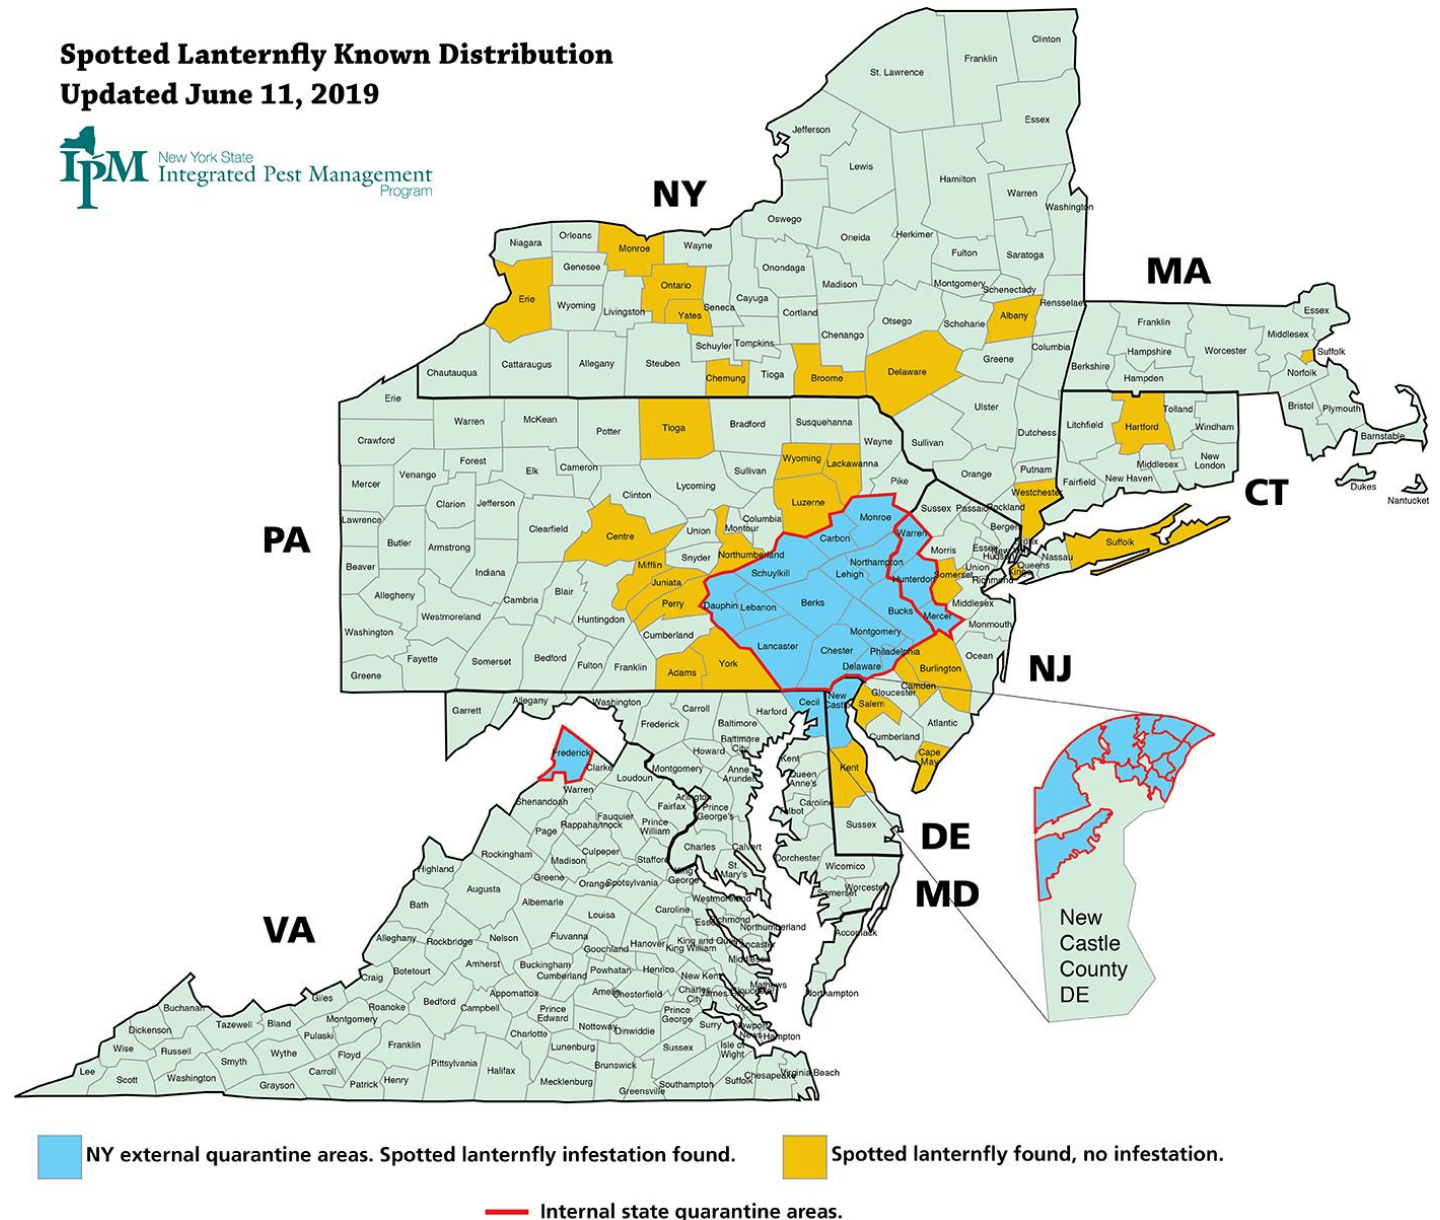 Spotted Lanternfly Known Distribution
Updated June 11, 2019
IPM New York State
Integrated Pest Management
Program
NY
MA
PA
CT
NJ
DE
MD
VA
Clinton
Franklin
St. Lawrence
Essex
Jefferson
Lewis
Hamilton
Warren
Washington
Oswego
Oneida
Herkimer
Fulton
Saratoga
Niagara
Orleans
Monroe
Wayne
Genesee
Onondaga
Madison
Montgomery
Schenectady
Erie
Ontario
Wyoming
Livingston
Yates
Seneca
Cayuga
Cortland
Chenango
Otsego
Schoharie
Albany
Schuyler
Tompkins
Greene
Columbia
Chautauqua
Cattaraugus
Allegany
Steuben
Chemung
Tioga
Broome
Delaware
Ulster
Dutchess
Sullivan
Orange
Putnam
Westchester
Rockland
Nassau
Suffolk
Queens
Kings
Richmond
Essex
Franklin
Middlesex
Hampshire
Worcester
Suffolk
Berkshire
Norfolk
Hampden
Bristol
Plymouth
Barnstable
Dukes
Nantucket
Litchfield
Hartford
Tolland
Windham
Middlesex
New
London
Fairfield
New Haven
Erie
Warren
McKean
Potter
Tioga
Bradford
Susquehanna
Wayne
Crawford
Forest
Elk
Cameron
Sullivan
Wyoming
Lackawanna
Mercer
Venango
Lycoming
Pike
Clarion
Jefferson
Clinton
Luzerne
Lawrence
Clearfield
Centre
Union
Montour
Columbia
Monroe
Butler
Armstrong
Snyder
Northumberland
Carbon
Beaver
Indiana
Mifflin
Juniata
Schuylkill
Northampton
Lehigh
Allegheny
Cambria
Blair
Huntingdon
Perry
Dauphin
Lebanon
Berks
Bucks
Westmoreland
Cumberland
Montgomery
Washington
Lancaster
Chester
Philadelphia
Delaware
Greene
Fayette
Somerset
Bedford
Fulton
Franklin
Adams
York
Sussex
Passaic
Bergen
Warren
Morris
Essex
Union
Hunterdon
Somerset
Middlesex
Mercer
Monmouth
Ocean
Burlington
Camden
Gloucester
Salem
Atlantic
Cumberland
Cape
May
New
Castle
Kent
Sussex
Garrett
Allegany
Washington
Frederick
Carroll
Baltimore
Harford
Cecil
Baltimore
City
Howard
Montgomery
Anne
Arundel
Kent
Queen
Anne's
Caroline
Talbot
Prince
George's
Charles
Calvert
St.
Mary's
Dorchester
Wicomico
Somerset
Worcester
Frederick
Clarke
Loudoun
Warren
Shenandoah
Arlington
Fairfax
Fauquier
Prince
William
Page
Rappahannock
Rockingham
Culpeper
Madison
Stafford
Highland
Greene
Orange
Spotsylvania
King
George
Augusta
Albemarle
Westmoreland
Bath
Louisa
Caroline
Essex
Richmond
Northumberland
Alleghany
Rockbridge
Nelson
Fluvanna
Goochland
Hanover
King and Queen
King William
Lancaster
Accomack
Middlesex
Craig
Botetourt
Amherst
Buckingham
Cumberland
Powhatan
Henrico
New Kent
Mathews
Giles
Roanoke
Bedford
Campbell
Appomattox
Amelia
Chesterfield
Charles
City
James City
Gloucester
Northampton
Buchanan
Dickenson
Tazewell
Bland
Montgomery
Pulaski
Charlotte
Prince
Edward
Nottoway
Dinwiddie
Prince
George
Surry
York
Newport
News
Hampton
Wise
Russell
Smyth
Wythe
Floyd
Franklin
Pittsylvania
Lunenburg
Sussex
Isle of
Wight
Lee
Scott
Washington
Grayson
Carroll
Patrick
Henry
Halifax
Mecklenburg
Brunswick
Greensville
Southampton
Suffolk
Chesapeake
Virginia Beach
New
Castle
County
DE
NY external quarantine areas. Spotted lanternfly infestation found.
Spotted lanternfly found, no infestation.
Internal state quarantine areas.